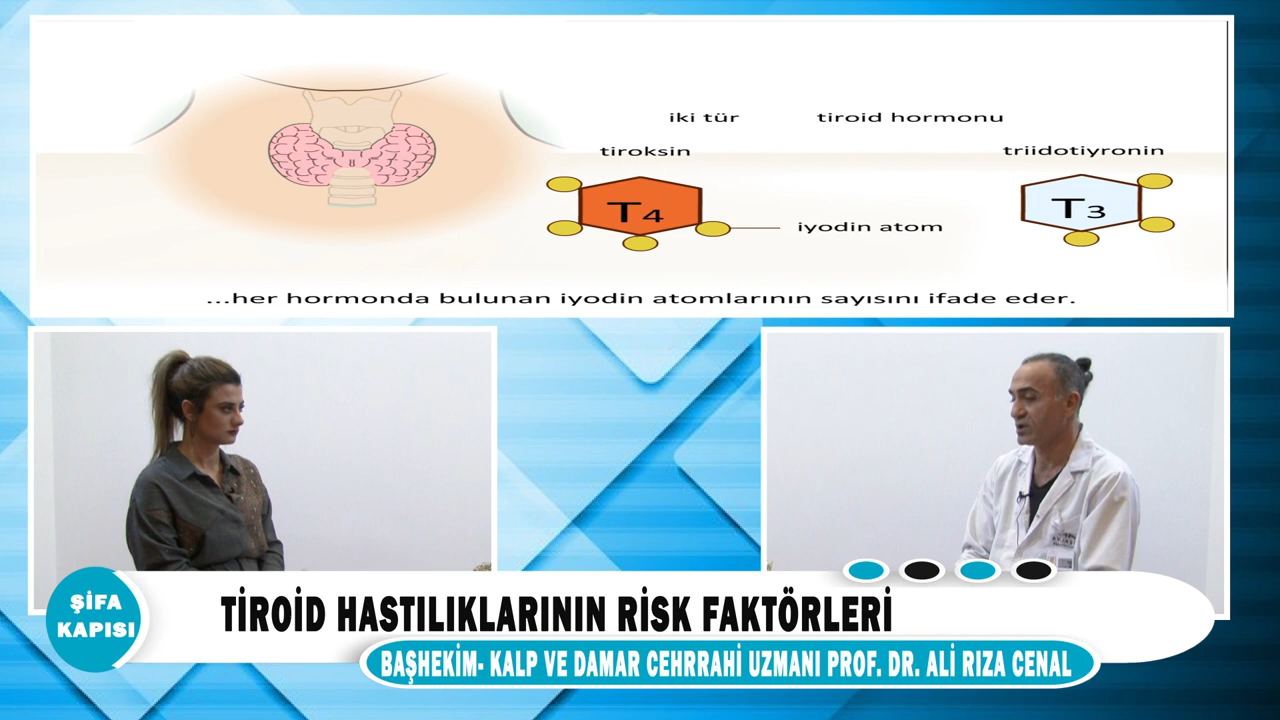 iki tür tiroid hormonu
tiroksin triidotiyronin
T4 T3
iyodin atom
...her hormonda bulunan iyodin atomlarının sayısını ifade eder.
ŞİFA
KAPISI
TİROİD HASTILIKLARININ RİSK FAKTÖRLERİ
BAŞHEKİM- KALP VE DAMAR CEHRRAHİ UZMANI PROF. DR. ALİ RIZA CENAL